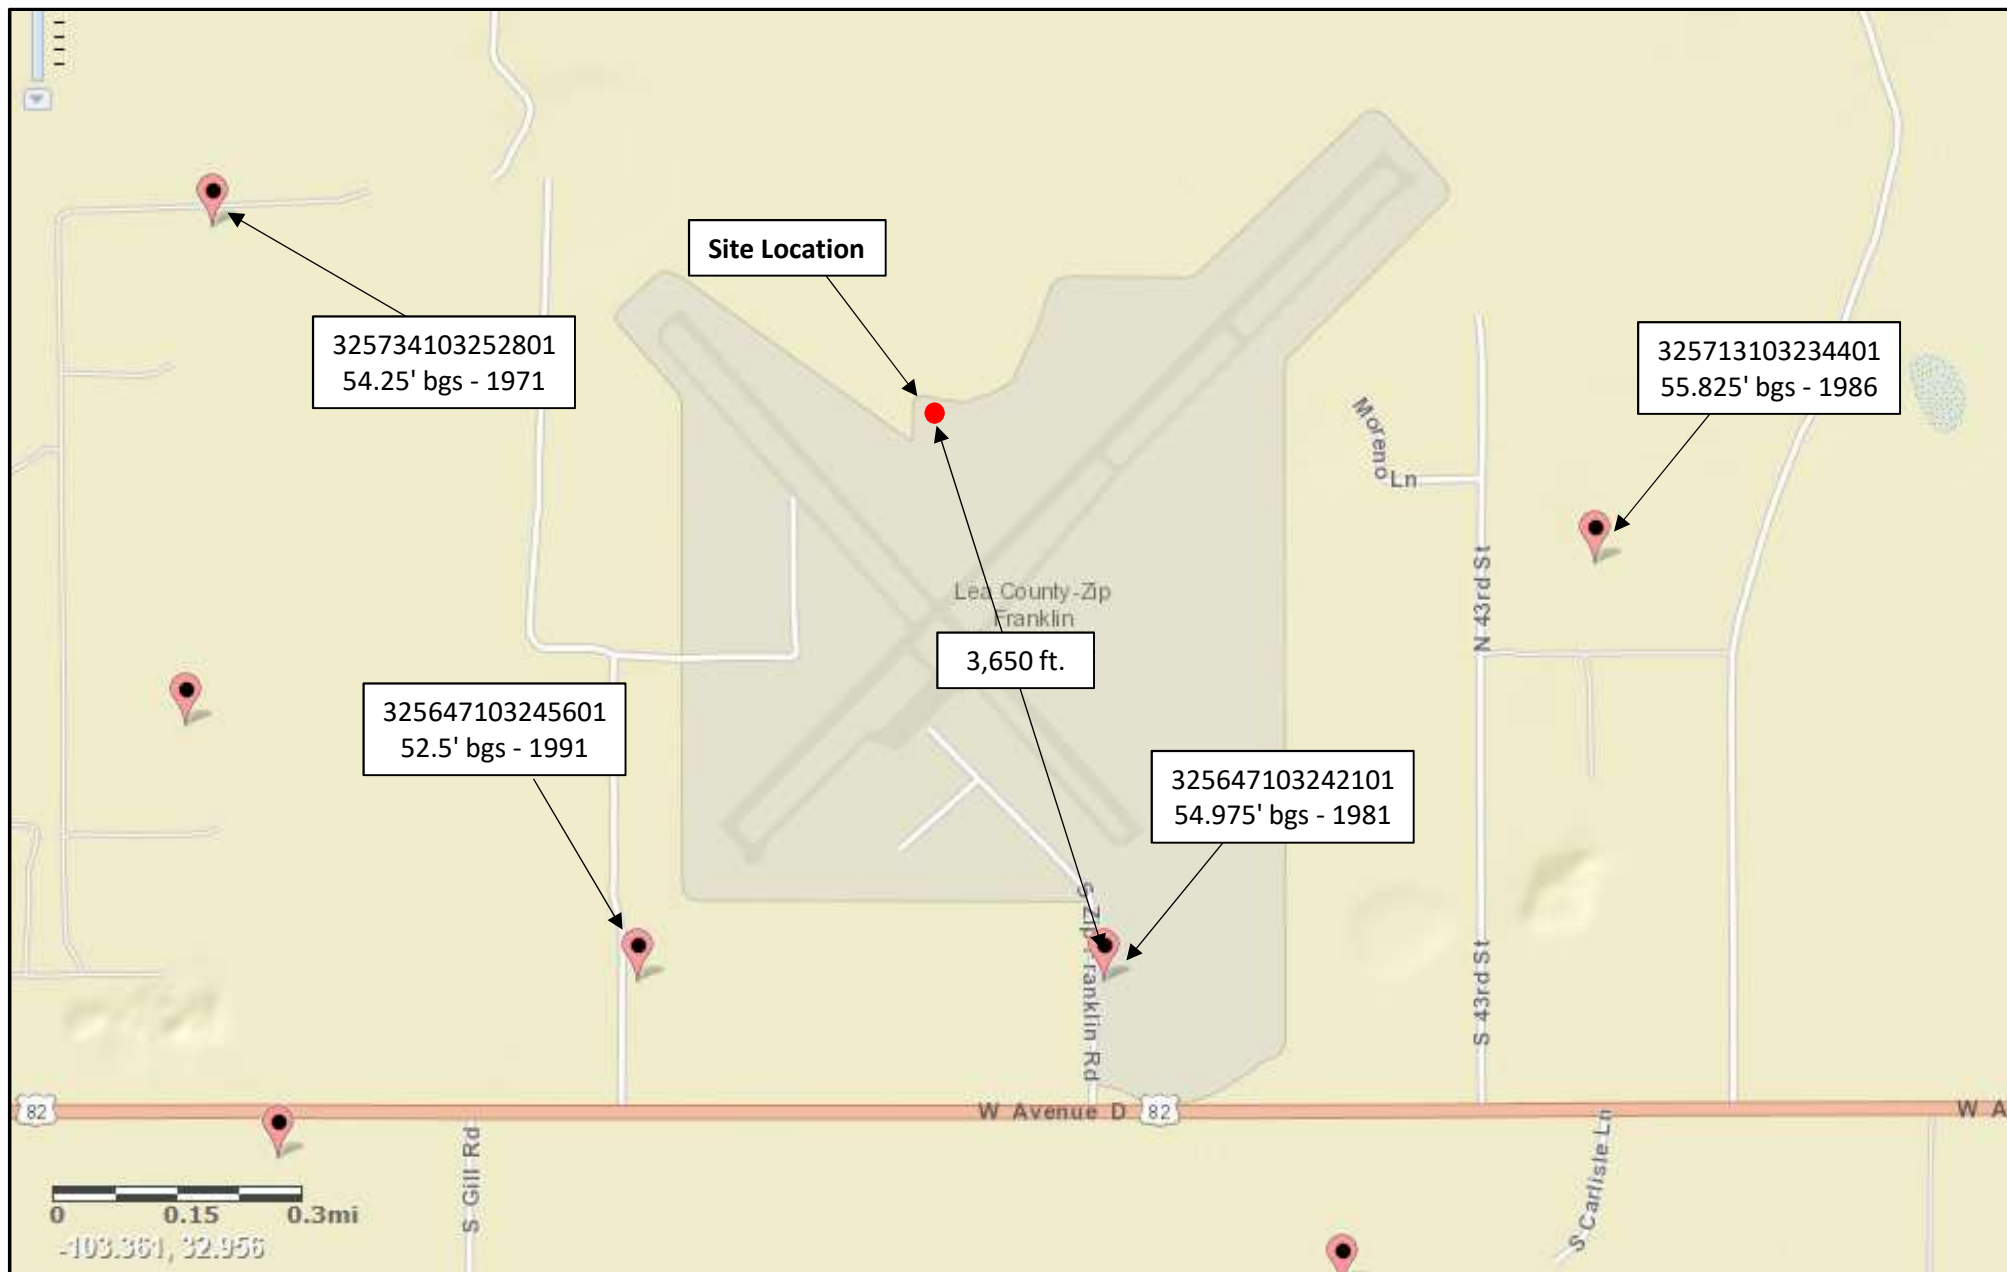 Site Location
325734103252801
54.25' bgs - 1971
325713103234401
55.825' bgs - 1986
Moreno Ln
N 43rd St
Lea County-Zip
Franklin
3,650 ft.
325647103245601
52.5' bgs - 1991
325647103242101
54.975' bgs - 1981
S Zip Franklin Rd
S 43rd St
82
W Avenue D
82
W A
S Gill Rd
S Carlisle Ln
0 0.15 0.3mi
-103.361, 32.956